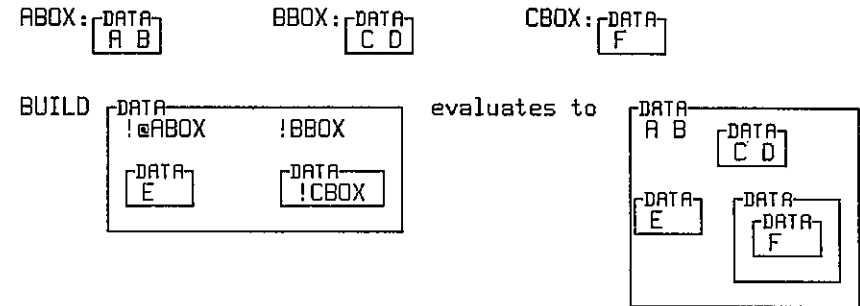 ABOX: DATA BBOX: DATA CBOX: DATA
A B C D F
BUILD DATA evaluates to DATA
!@ABOX !BBOX A B DATA
C D
DATA DATA
E !CBOX
DATA DATA
E DATA
F